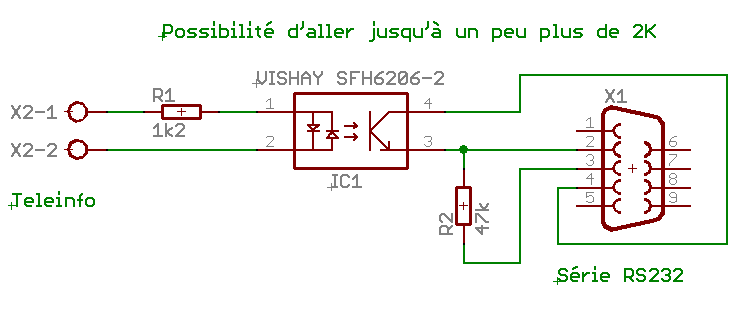 Possibilité d'aller jusqu'à un peu plus de 2K
VISHAY SFH6206-2
X1
R1
X2-1
1
4
1k2
1
6
X2-2
2
3
2
7
3
8
4
9
5
IC1
Teleinfo
R2
47k
Série RS232